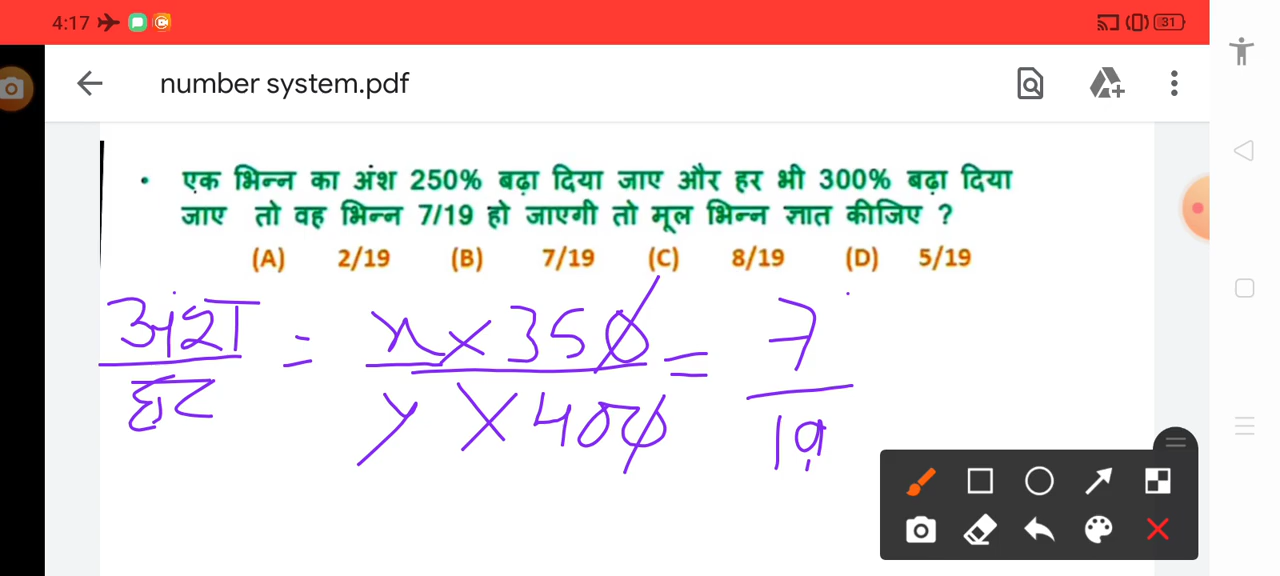 4:17
31
number system.pdf
• एक भिन्न का अंश 250% बढ़ा दिया जाए और हर भी 300% बढ़ा दिया
जाए तो वह भिन्न 7/19 हो जाएगी तो मूल भिन्न ज्ञात कीजिए ?
(A) 2/19 (B) 7/19 (C) 8/19 (D) 5/19
अंश = x × 350 = 7
हर y × 400 19